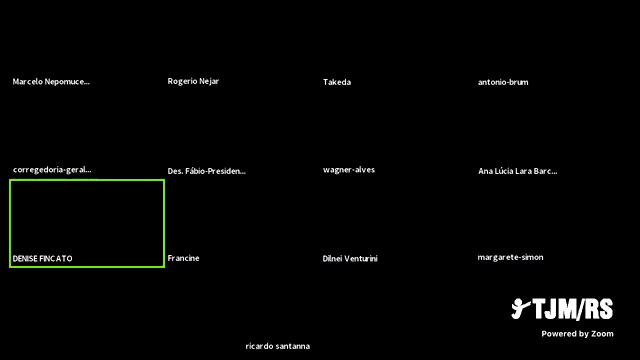 Marcelo Nepomuce...
Rogerio Nejar
Takeda
antonio-brum
corregedoria-geral...
Des. Fábio-Presiden...
wagner-alves
Ana Lúcia Lara Barc...
DENISE FINCATO
Francine
Dilnei Venturini
margarete-simon
TJM/RS
Powered by Zoom
ricardo santanna